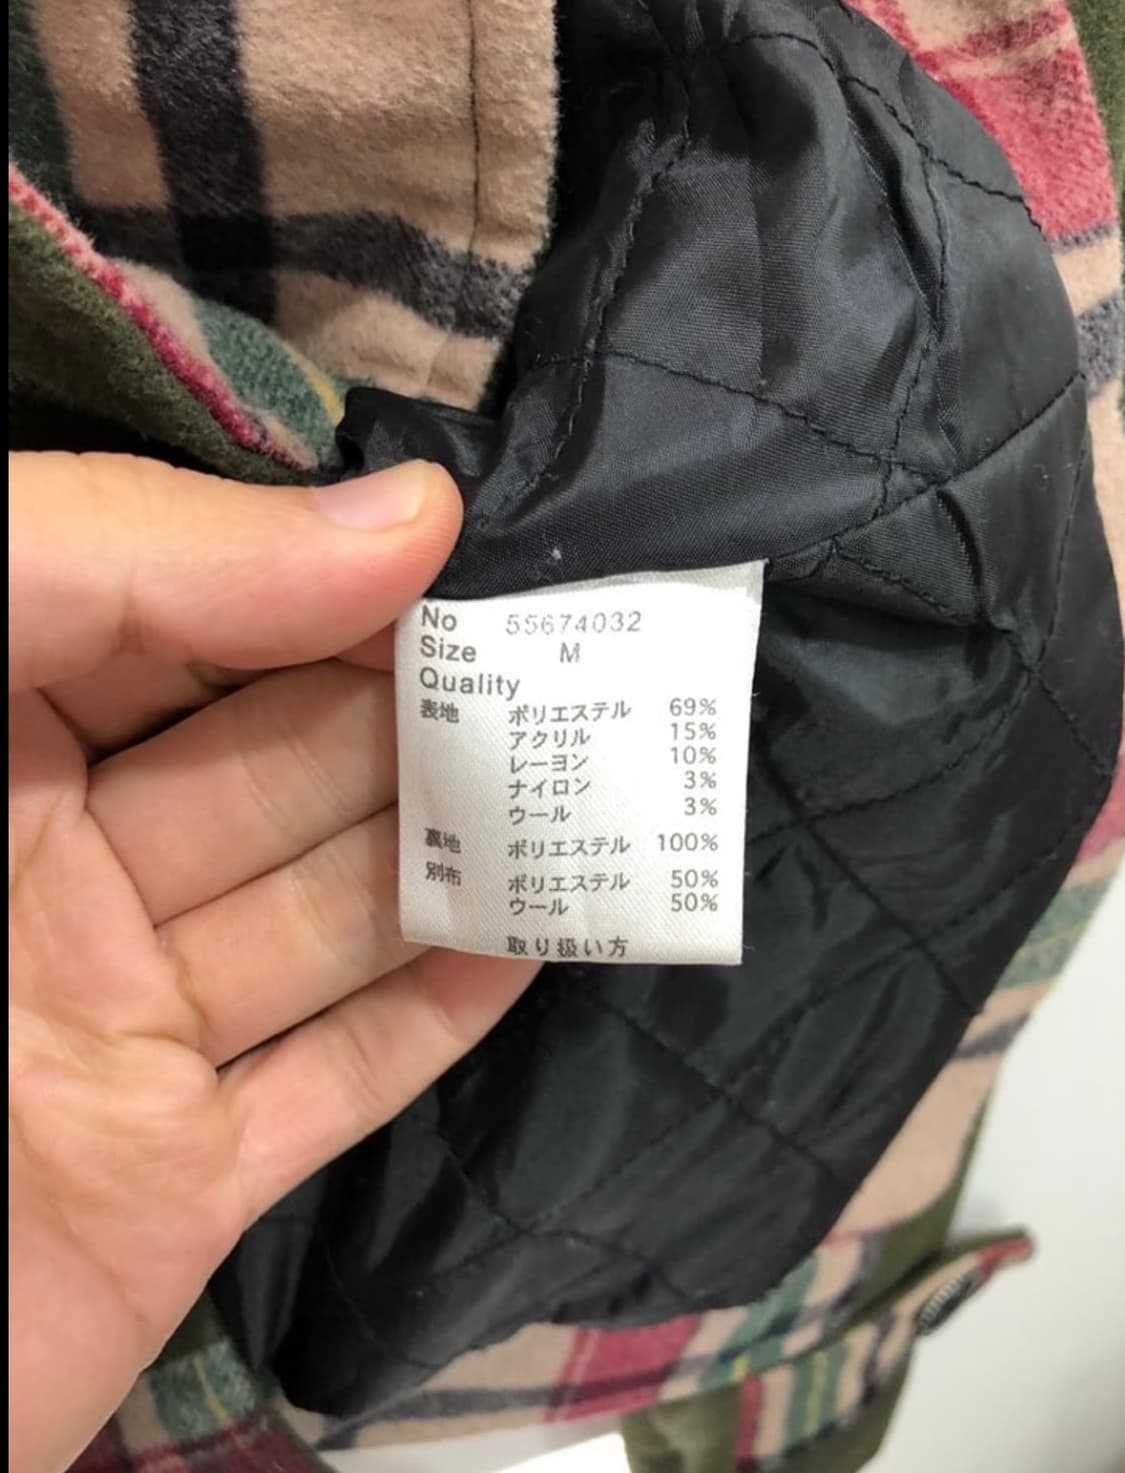 No 55674032
Size M
Quality
表地 ポリエステル 69%
アクリル 15%
レーヨン 10%
ナイロン 3%
ウール 3%
裏地 ポリエステル 100%
別布 ポリエステル 50%
ウール 50%
取り扱い方